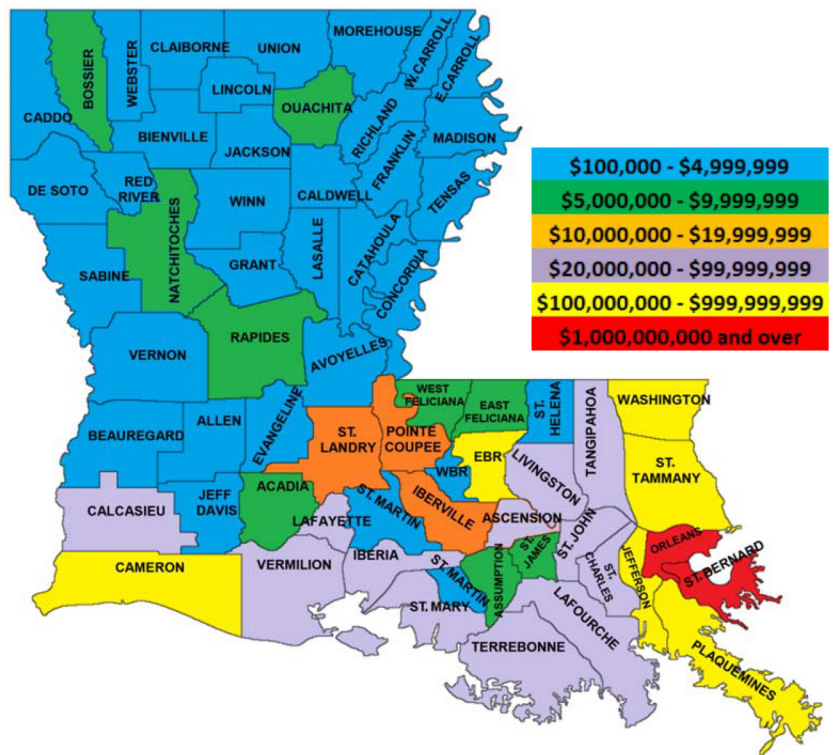 MOREHOUSE
W. CARROLL
E. CARROLL
UNION
CLAIBORNE
WEBSTER
BOSSIER
CADDO
LINCOLN
OUACHITA
RICHLAND
MADISON
BIENVILLE
JACKSON
FRANKLIN
DE SOTO
RED
RIVER
WINN
CALDWELL
TENSAS
NATCHITOCHES
SABINE
GRANT
LASALLE
CATAHOULA
CONCORDIA
RAPIDES
VERNON
AVOYELLES
$100,000 - $4,999,999
$5,000,000 - $9,999,999
$10,000,000 - $19,999,999
$20,000,000 - $99,999,999
$100,000,000 - $999,999,999
$1,000,000,000 and over
WEST
FELICIANA
EAST
FELICIANA
ST.
HELENA
TANGIPAHOA
WASHINGTON
BEAUREGARD
ALLEN
EVANGELINE
ST.
LANDRY
POINTE
COUPEE
EBR
WBR
LIVINGSTON
ST.
TAMMANY
CALCASIEU
JEFF
DAVIS
ACADIA
LAFAYETTE
ST. MARTIN
IBERVILLE
ASCENSION
ST. JOHN
ST.
JAMES
ST.
CHARLES
JEFFERSON
ORLEANS
ST. BERNARD
CAMERON
VERMILION
IBERIA
ST. MARTIN
ASSUMPTION
ST. MARY
LAFOURCHE
TERREBONNE
PLAQUEMINES